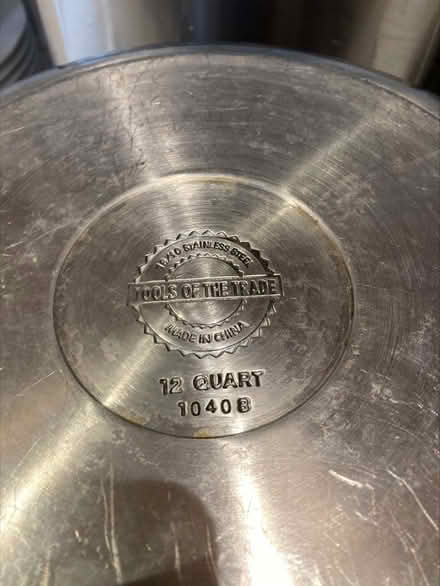 18/10 STAINLESS STEEL
TOOLS OF THE TRADE
MADE IN CHINA
12 QUART
10408